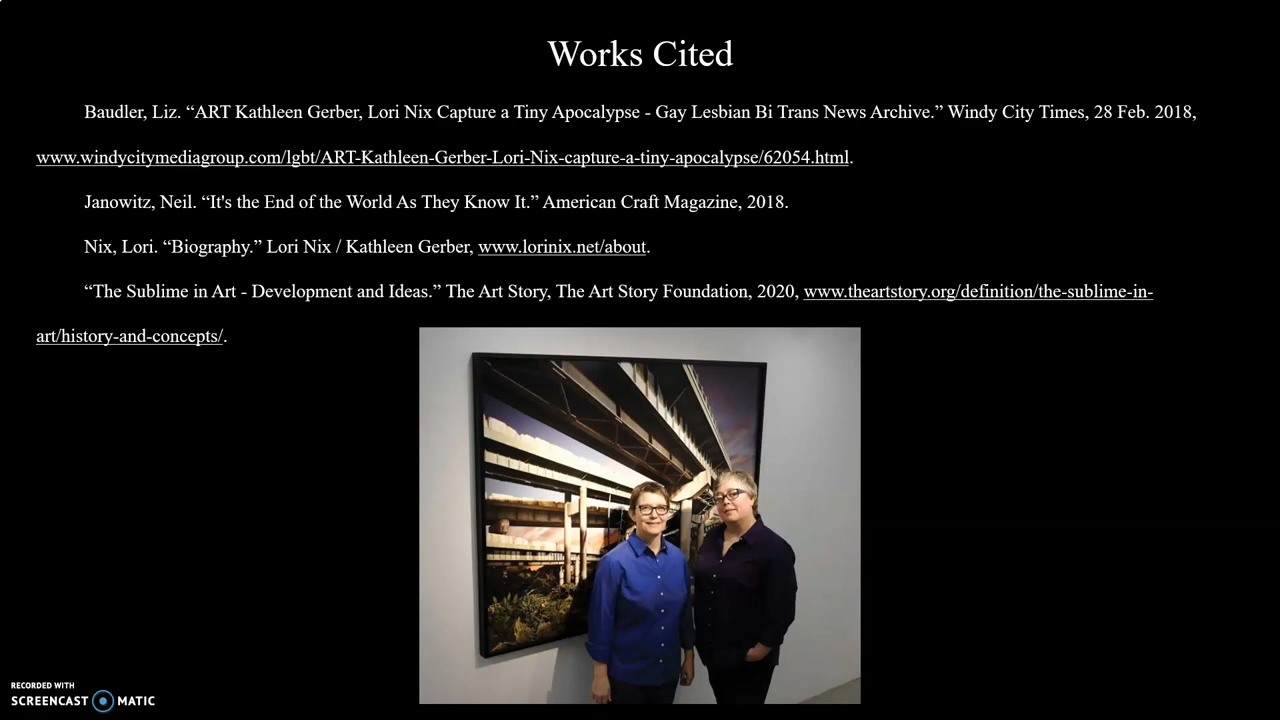 Works Cited
Baudler, Liz. “ART Kathleen Gerber, Lori Nix Capture a Tiny Apocalypse - Gay Lesbian Bi Trans News Archive.” Windy City Times, 28 Feb. 2018,
www.windycitymediagroup.com/lgbt/ART-Kathleen-Gerber-Lori-Nix-capture-a-tiny-apocalypse/62054.html.
Janowitz, Neil. “It's the End of the World As They Know It.” American Craft Magazine, 2018.
Nix, Lori. “Biography.” Lori Nix / Kathleen Gerber, www.lorinix.net/about.
“The Sublime in Art - Development and Ideas.” The Art Story, The Art Story Foundation, 2020, www.theartstory.org/definition/the-sublime-in-
art/history-and-concepts/.
RECORDED WITH
SCREENCAST MATIC